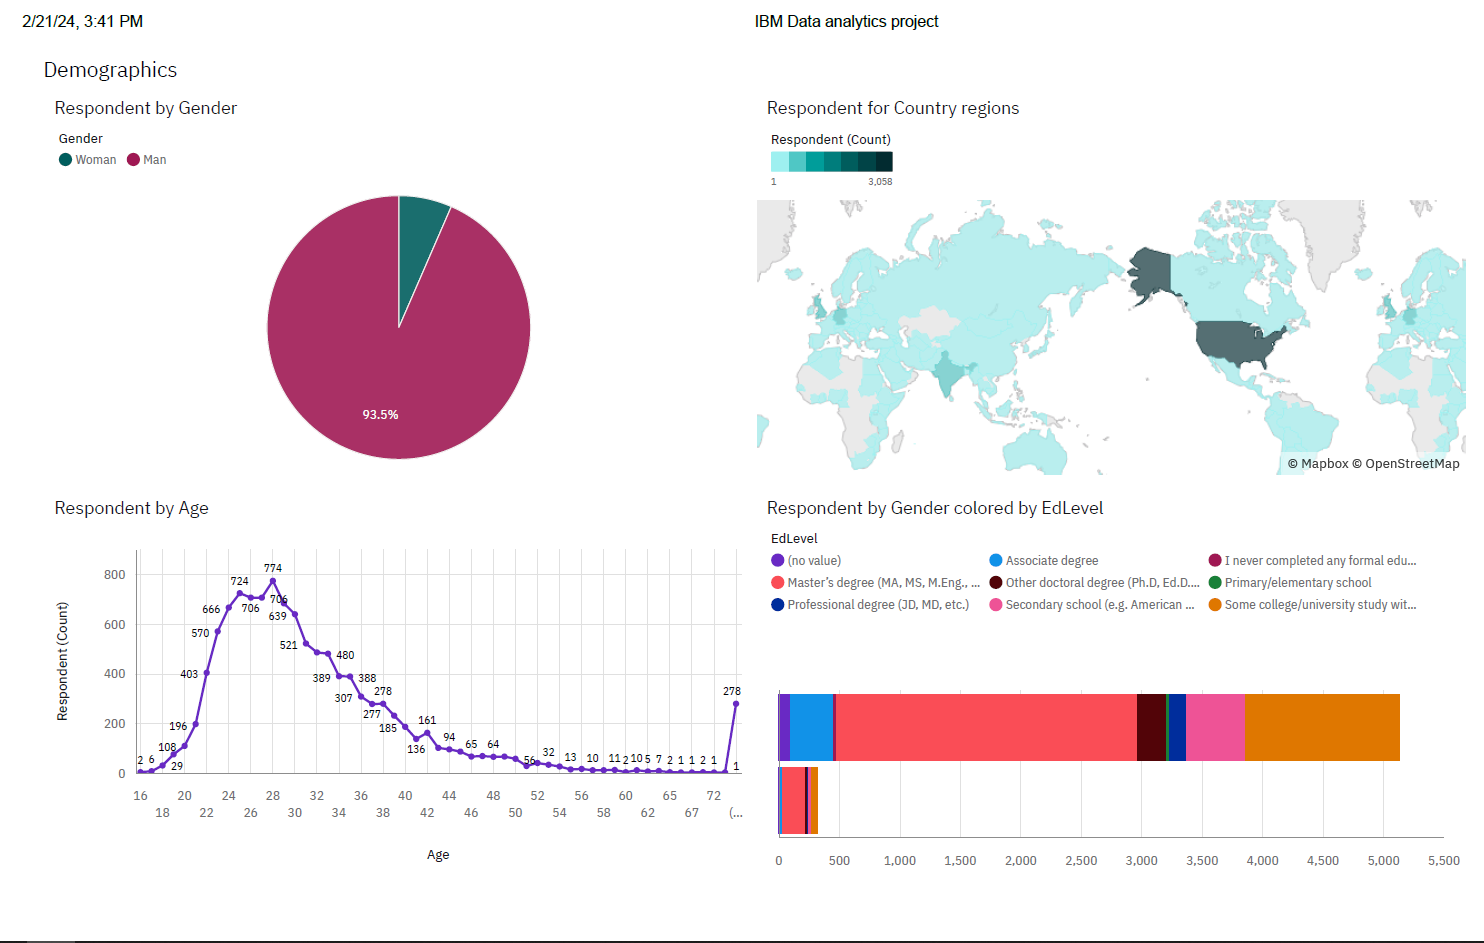 2/21/24, 3:41 PM
IBM Data analytics project
Demographics
Respondent by Gender
Gender
Woman Man
93.5%
Respondent for Country regions
Respondent (Count)
1 3,058
© Mapbox © OpenStreetMap
Respondent by Age
Respondent (Count)
800
600
400
200
0
2 6 29 108 196 403 570 666 724 706 774 706 639 521 480 389 388 307 277 278 185 136 161 94 65 64 56 32 13 10 11 2 10 5 7 2 1 1 2 1 278 1
16 20 24 28 32 36 40 44 48 52 56 60 65 72
18 22 26 30 34 38 42 46 50 54 58 62 67 (...
Age
Respondent by Gender colored by EdLevel
EdLevel
(no value) Associate degree I never completed any formal edu...
Master’s degree (MA, MS, M.Eng., ... Other doctoral degree (Ph.D, Ed.D.... Primary/elementary school
Professional degree (JD, MD, etc.) Secondary school (e.g. American ... Some college/university study wit...
0 500 1,000 1,500 2,000 2,500 3,000 3,500 4,000 4,500 5,000 5,500